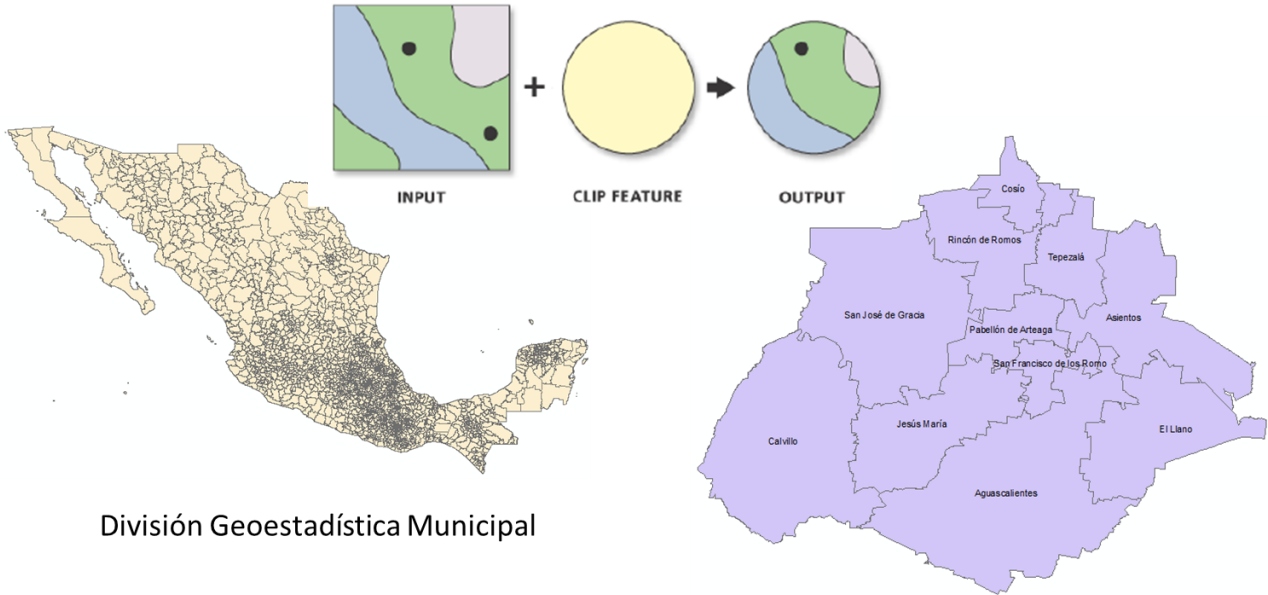 INPUT
CLIP FEATURE
OUTPUT
Cosío
Rincón de Romos
Tepezalá
San José de Gracia
Pabellón de Arteaga
Asientos
San Francisco de los Romo
Jesús María
Calvillo
El Llano
Aguascalientes
División Geoestadística Municipal